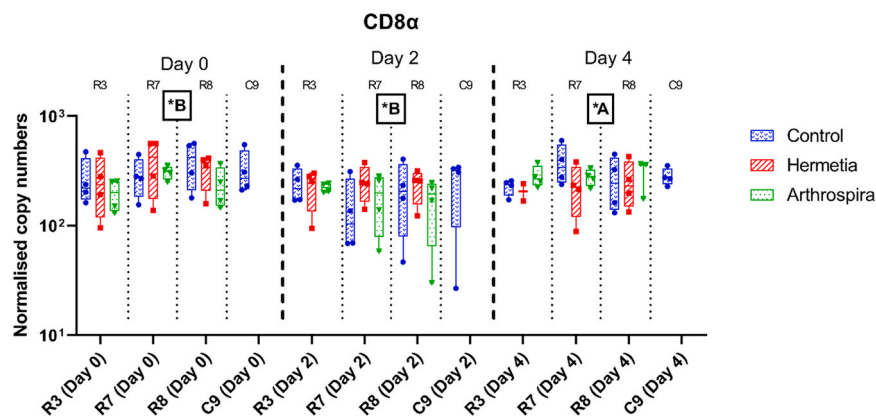 CD8α
Day 0
Day 2
Day 4
R3 R7 R8 C9 R3 R7 R8 C9 R3 R7 R8 C9
*B *B *A
Normalised copy numbers
10³
10²
10¹
Control
Hermetia
Arthrospira
R3 (Day 0)
R7 (Day 0)
R8 (Day 0)
C9 (Day 0)
R3 (Day 2)
R7 (Day 2)
R8 (Day 2)
C9 (Day 2)
R3 (Day 4)
R7 (Day 4)
R8 (Day 4)
C9 (Day 4)